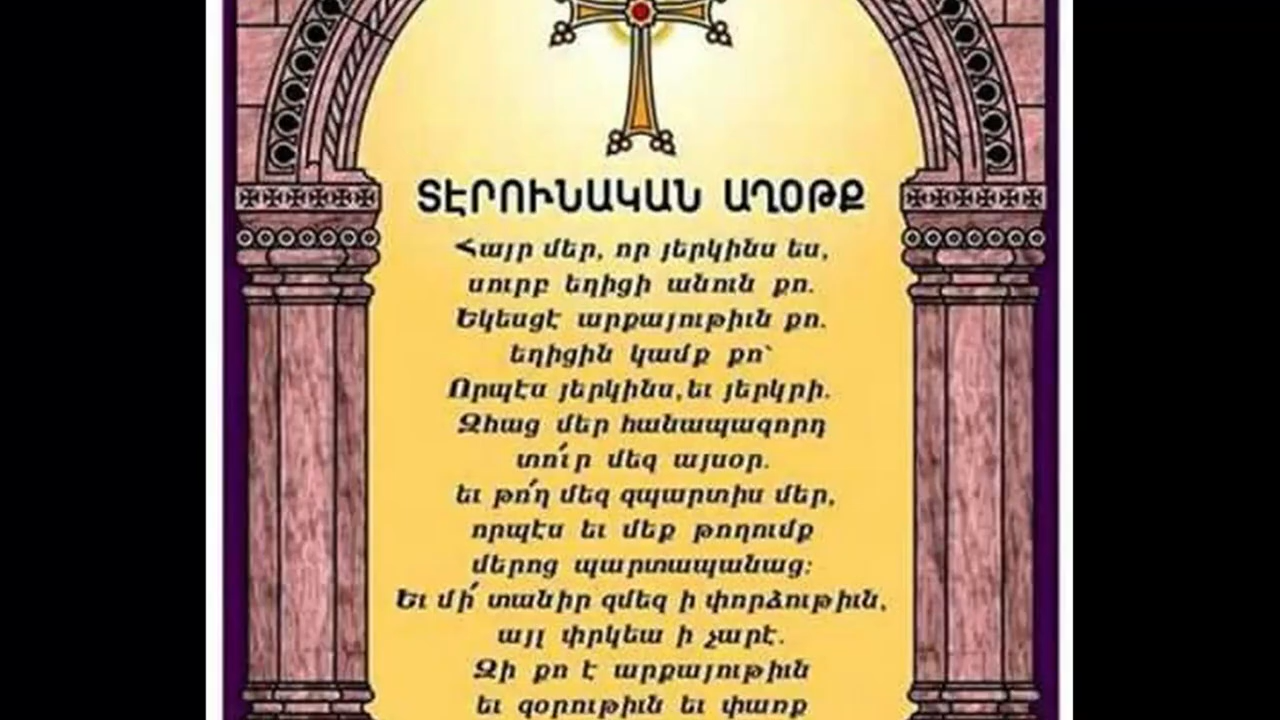 ՏԷՐՈՒՆԱԿԱՆ ԱՂՕԹՔ
Հայր մեր, որ յերկինս ես,
սուրբ եղիցի անուն քո.
Եկեսցէ արքայութիւն քո.
եղիցին կամք քո՝
Որպէս յերկինս,եւ յերկրի.
Զհաց մեր հանապազորդ
տո՛ւր մեզ այսօր.
եւ թո՛ղ մեզ զպարտիս մեր,
որպէս եւ մեք թողումք
մերոց պարտապանաց:
Եւ մի՛ տանիր զմեզ ի փորձութիւն,
այլ փրկեա ի չարէ.
Զի քո է արքայութիւն
եւ զօրութիւն եւ փառք